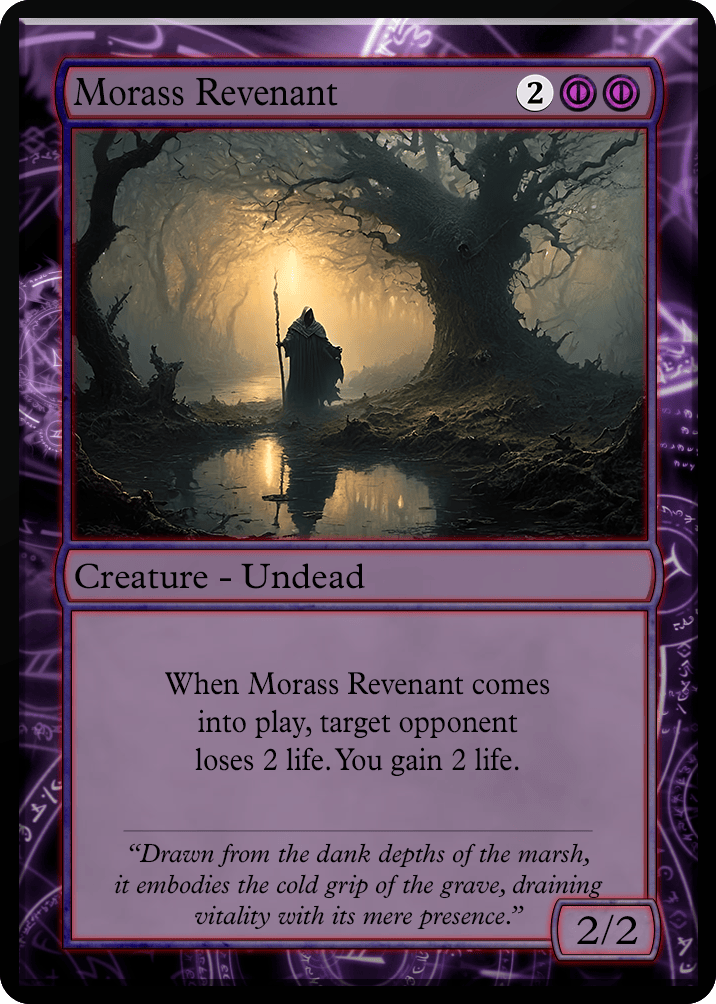 Morass Revenant 2
Creature - Undead
When Morass Revenant comes
into play, target opponent
loses 2 life. You gain 2 life.
“Drawn from the dank depths of the marsh,
it embodies the cold grip of the grave, draining
vitality with its mere presence.”
2/2